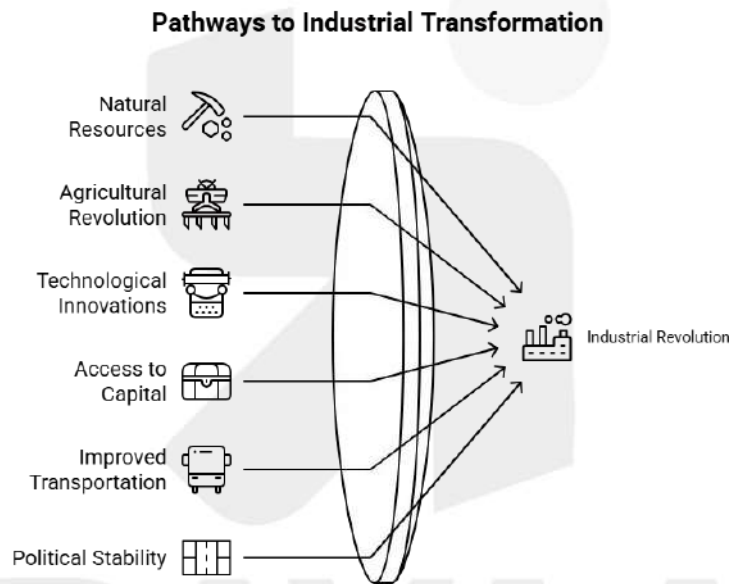 Pathways to Industrial Transformation
Natural
Resources
Agricultural
Revolution
Technological
Innovations
Access to
Capital
Improved
Transportation
Political Stability
Industrial Revolution